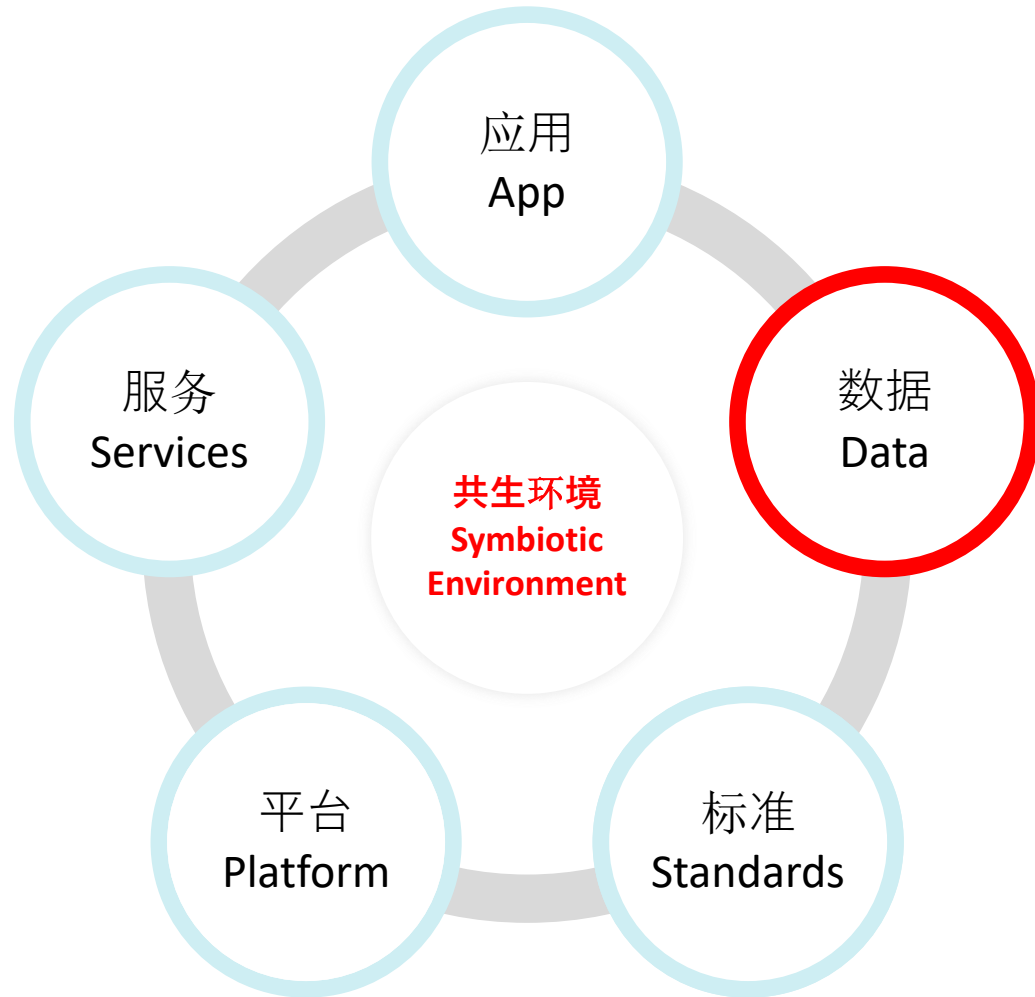 应用
App
服务
Services
数据
Data
共生环境
Symbiotic
Environment
平台
Platform
标准
Standards